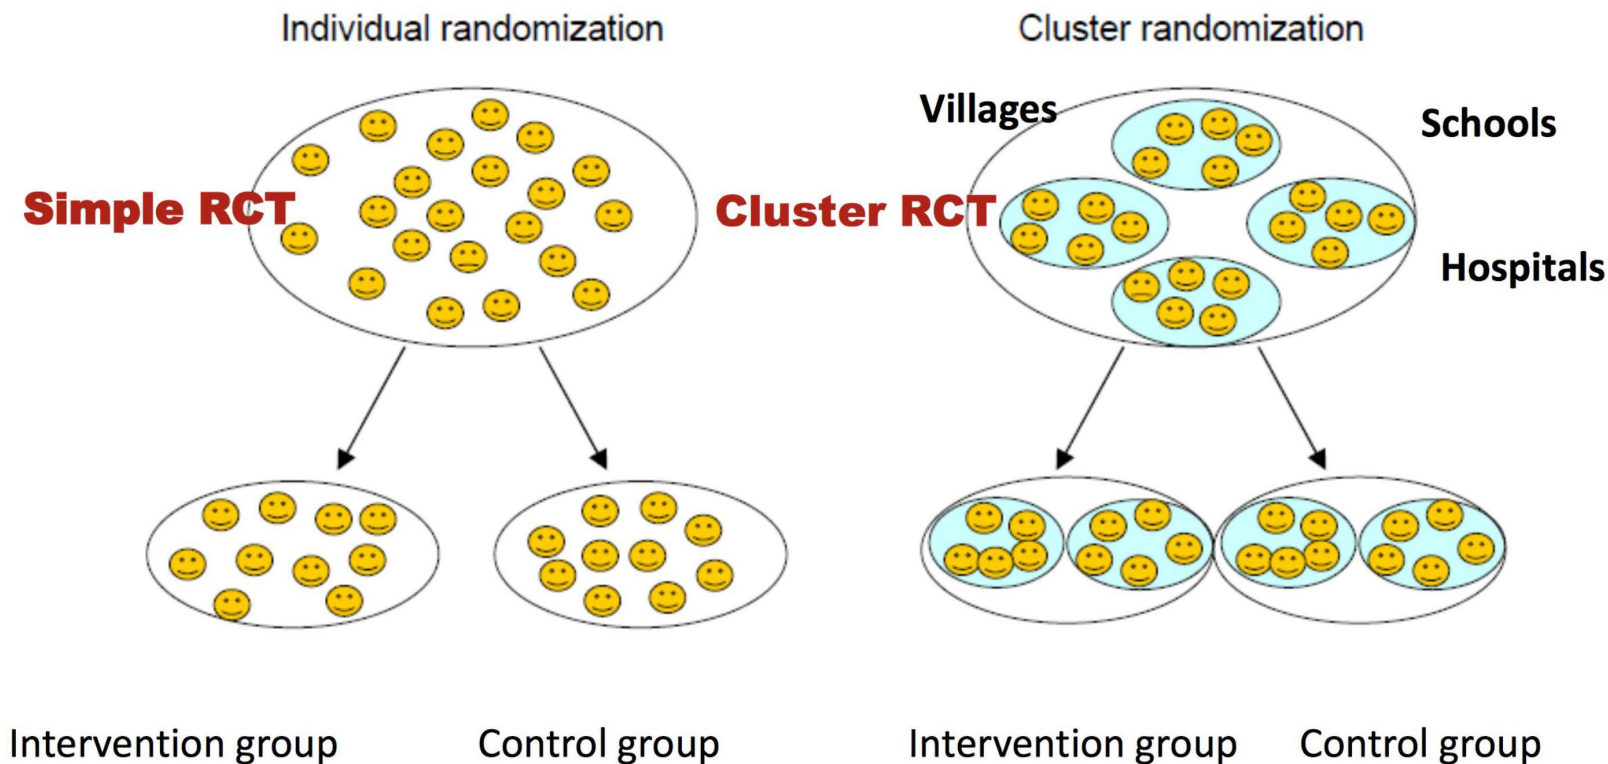 Individual randomization
Cluster randomization
Villages
Schools
Simple RCT
Cluster RCT
Hospitals
Intervention group
Control group
Intervention group
Control group